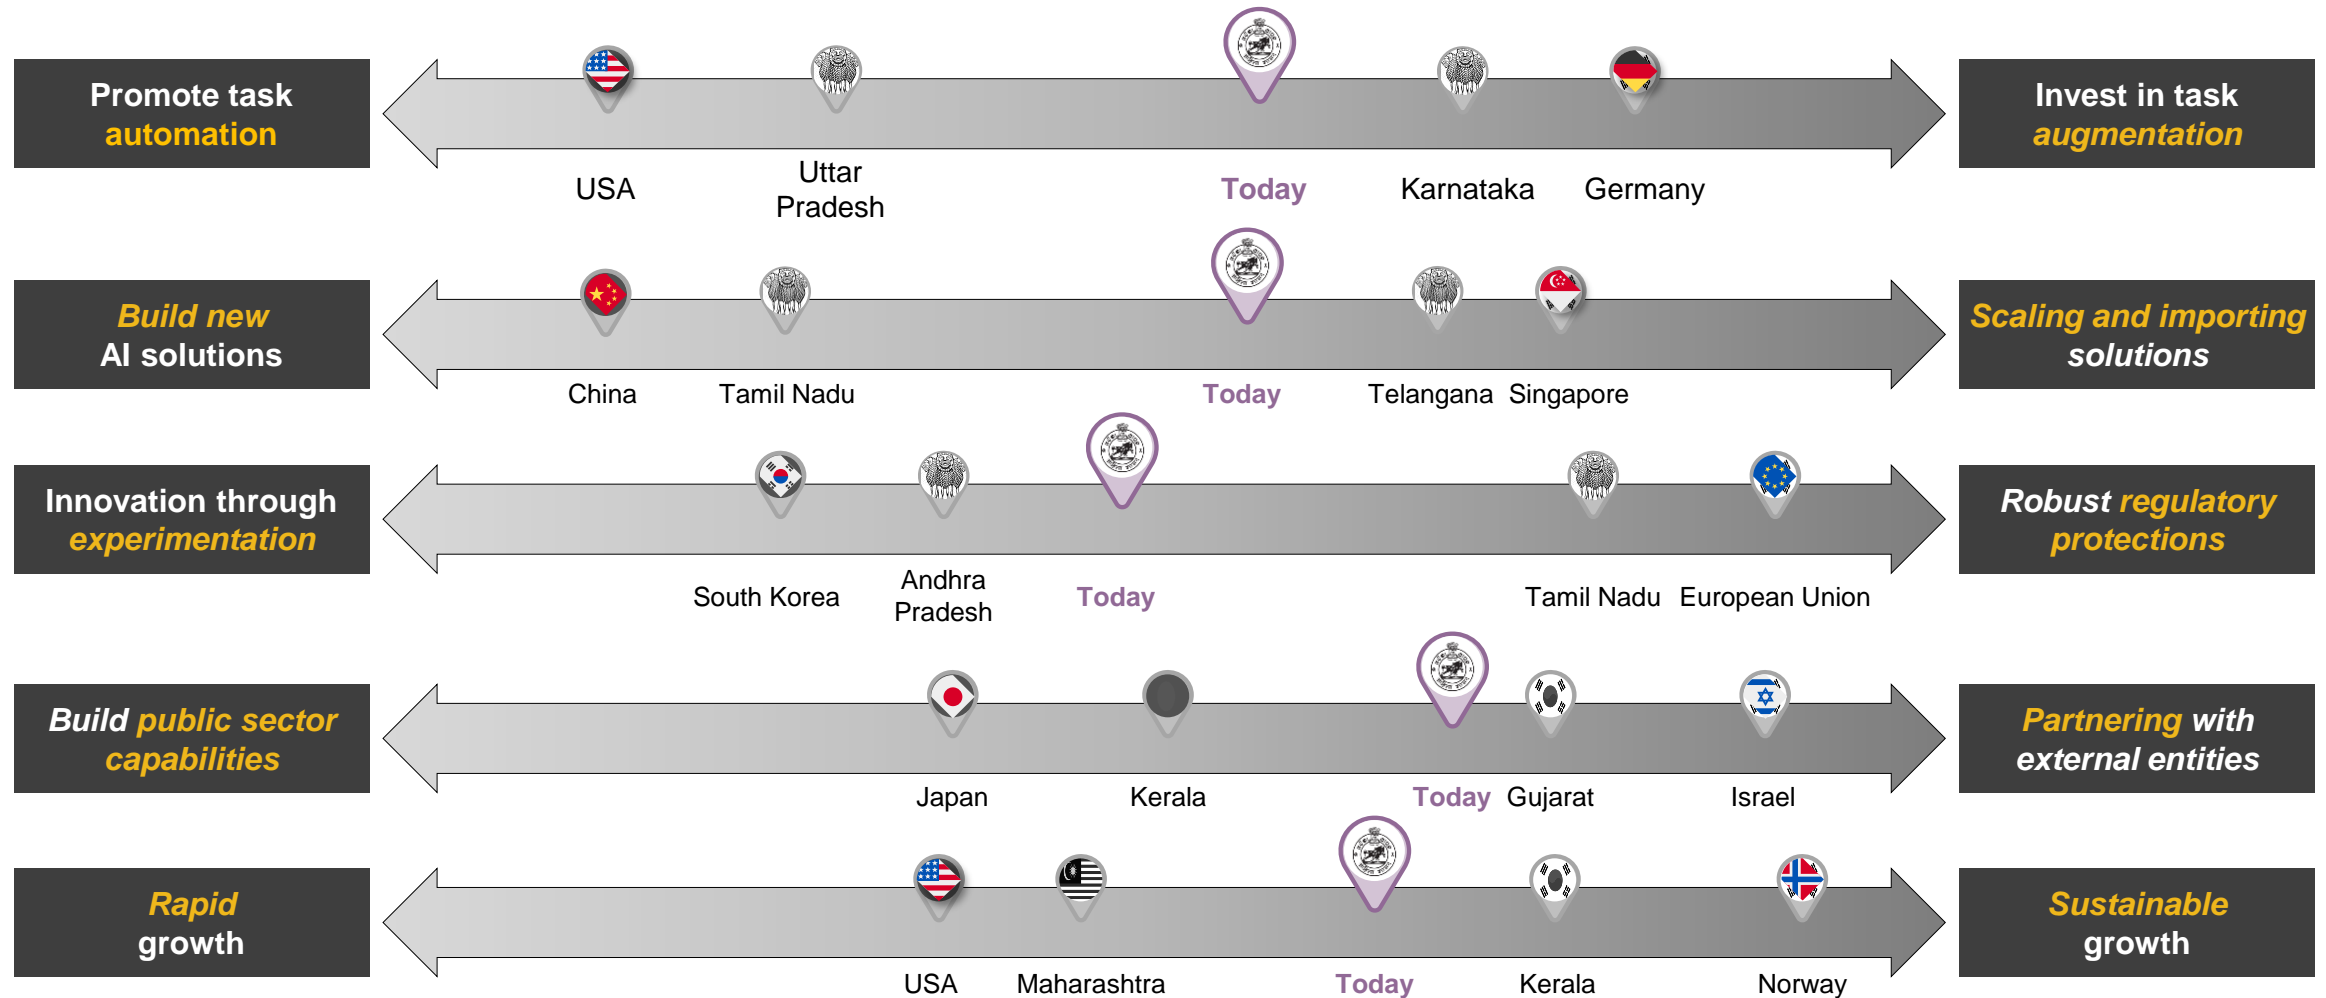 Promote task
automation
USA
Uttar
Pradesh
Today
Karnataka
Germany
Invest in task
augmentation
Build new
AI solutions
China
Tamil Nadu
Today
Telangana
Singapore
Scaling and importing
solutions
Innovation through
experimentation
South Korea
Andhra
Pradesh
Today
Tamil Nadu
European Union
Robust regulatory
protections
Build public sector
capabilities
Japan
Kerala
Today
Gujarat
Israel
Partnering with
external entities
Rapid
growth
USA
Maharashtra
Today
Kerala
Norway
Sustainable
growth